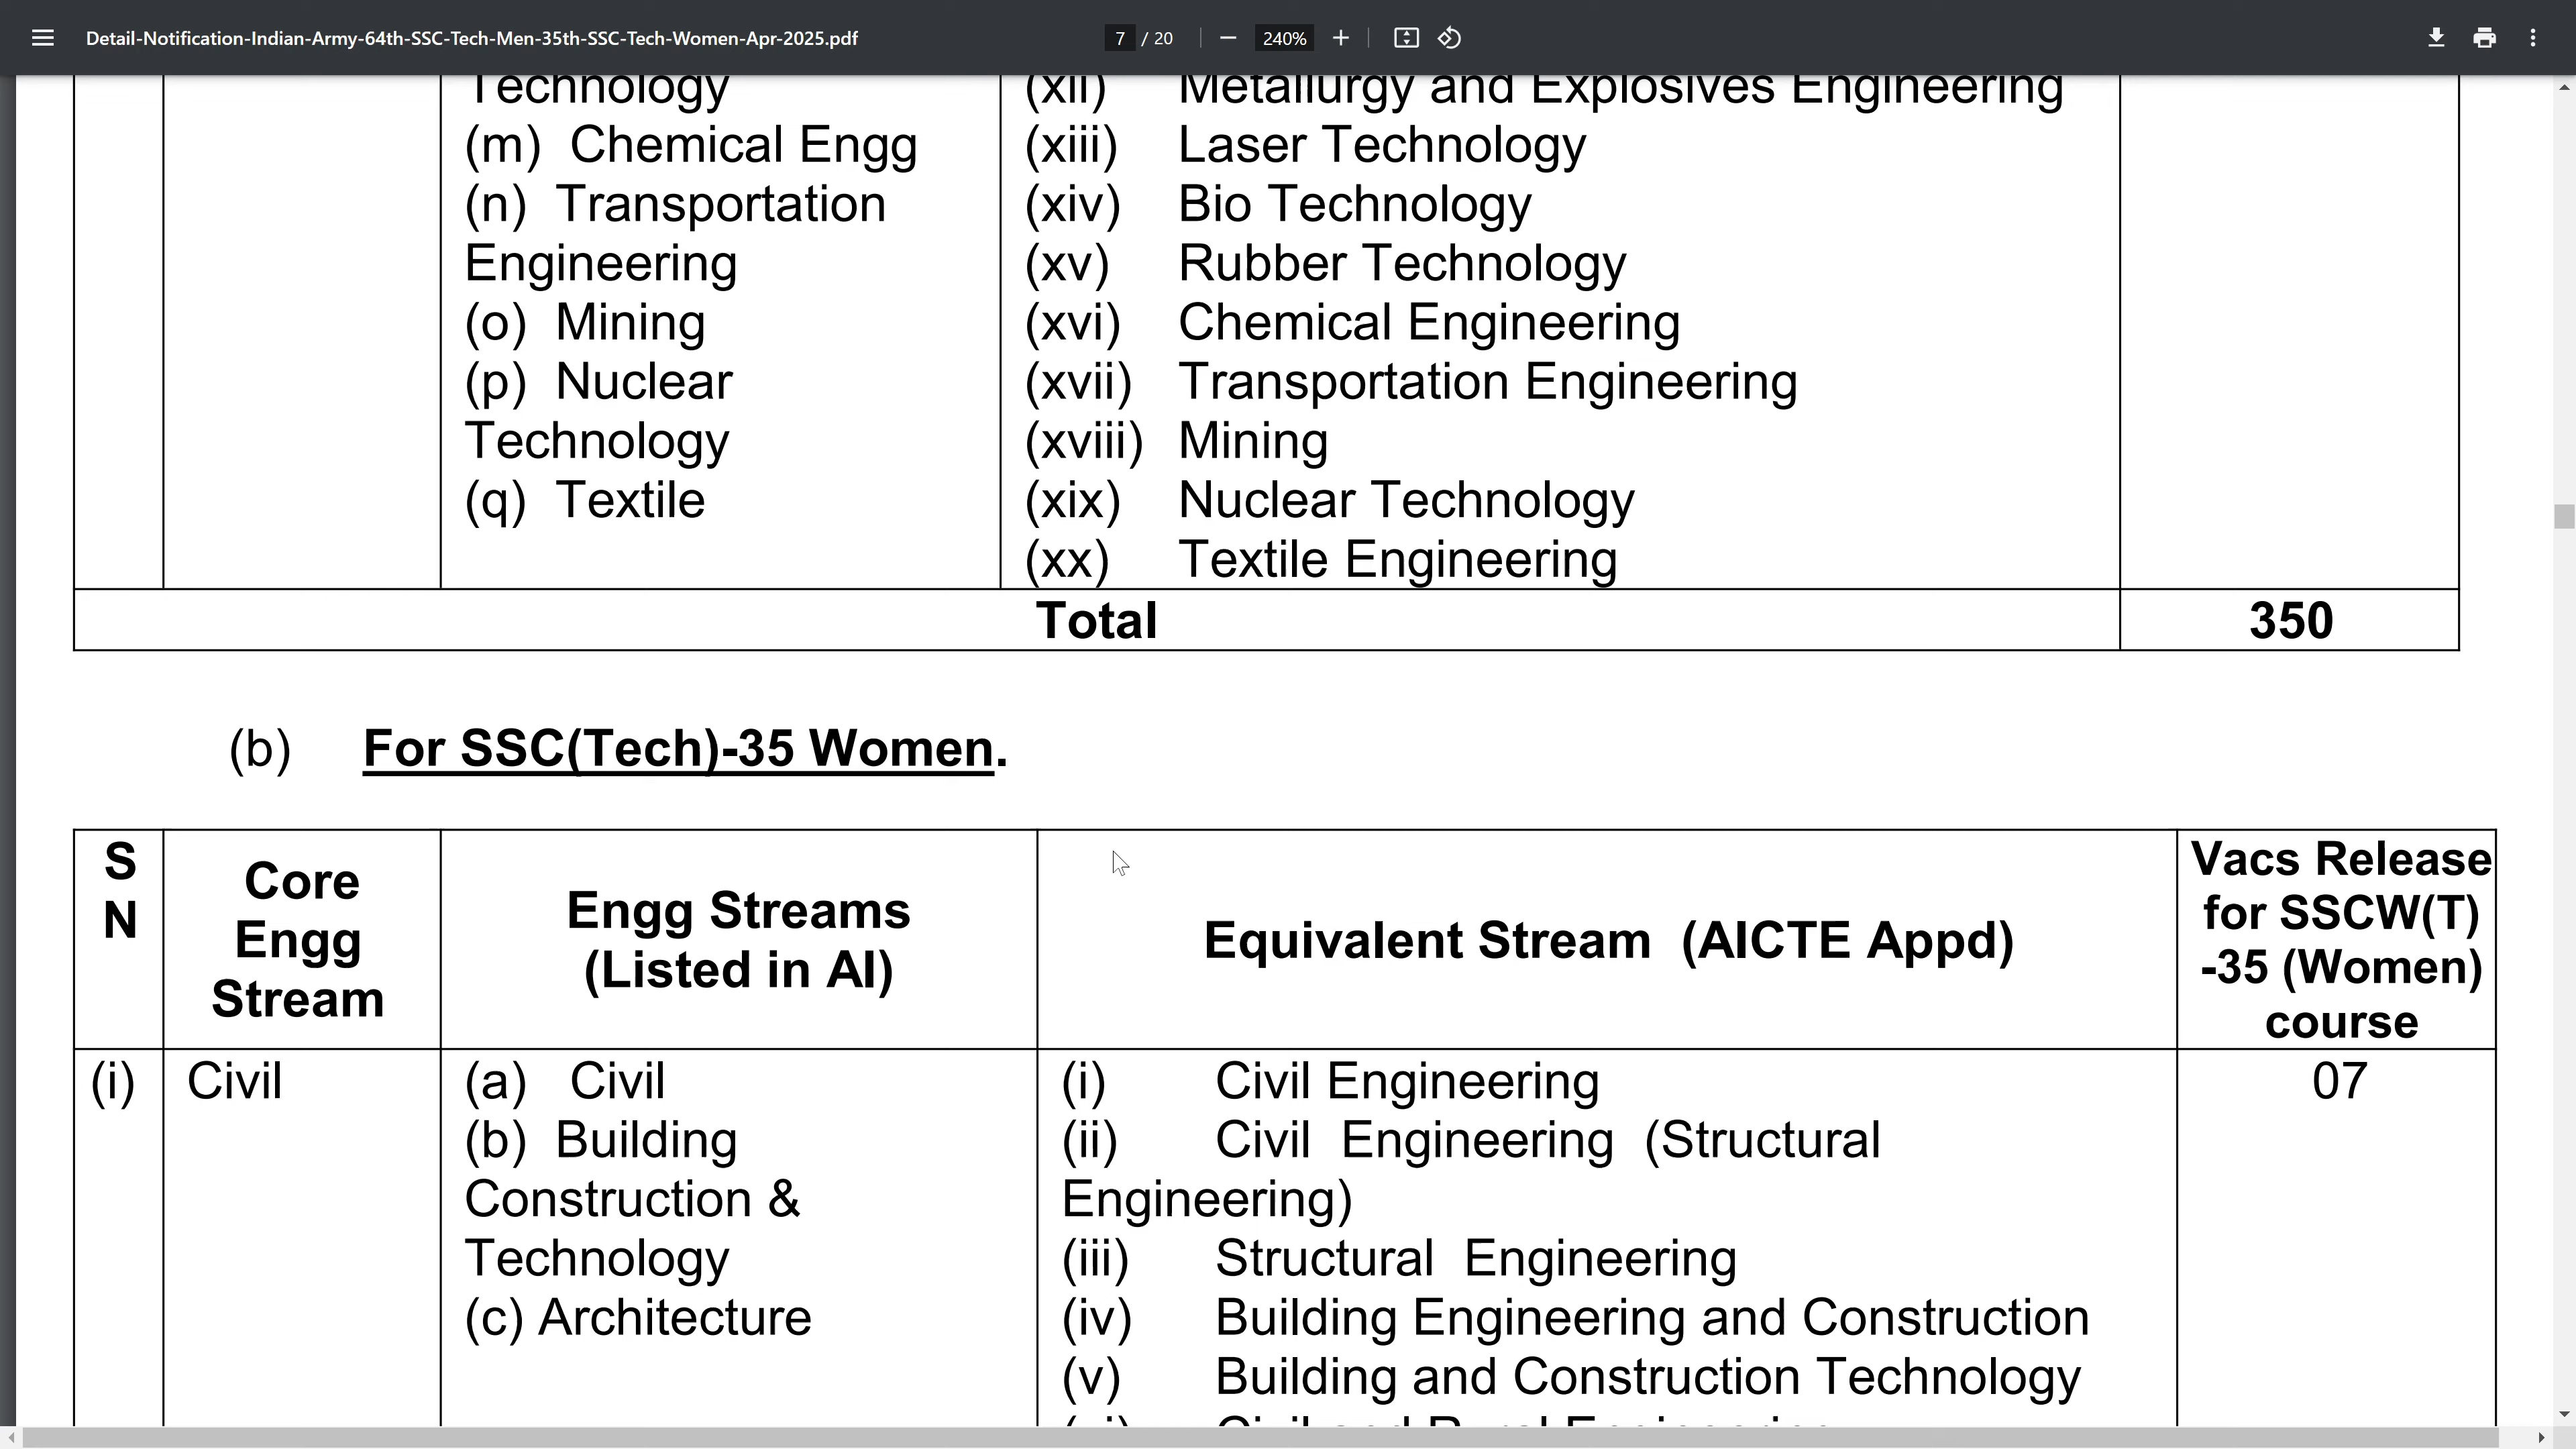 Detail-Notification-Indian-Army-64th-SSC-Tech-Men-35th-SSC-Tech-Women-Apr-2025.pdf
7 / 20
240%
Technology
(m) Chemical Engg
(n) Transportation
Engineering
(o) Mining
(p) Nuclear
Technology
(q) Textile
(xii) Metallurgy and Explosives Engineering
(xiii) Laser Technology
(xiv) Bio Technology
(xv) Rubber Technology
(xvi) Chemical Engineering
(xvii) Transportation Engineering
(xviii) Mining
(xix) Nuclear Technology
(xx) Textile Engineering
Total 350
(b) For SSC(Tech)-35 Women.
S
N
Core
Engg
Stream
Engg Streams
(Listed in AI)
Equivalent Stream (AICTE Appd)
Vacs Release
for SSCW(T)
-35 (Women)
course
(i) Civil
(a) Civil
(b) Building
Construction &
Technology
(c) Architecture
(i) Civil Engineering
(ii) Civil Engineering (Structural
Engineering)
(iii) Structural Engineering
(iv) Building Engineering and Construction
(v) Building and Construction Technology
07